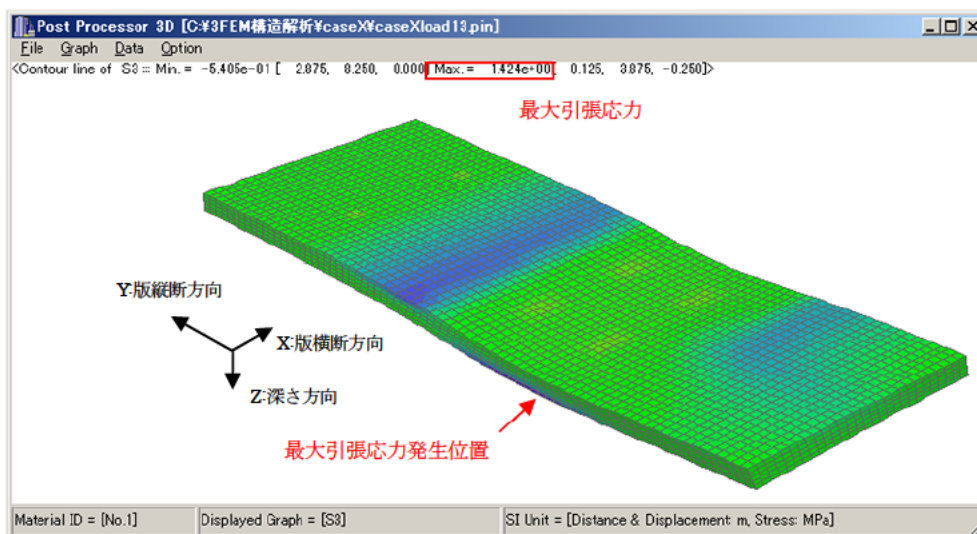 Post Processor 3D [C:¥3FEM構造解析¥caseX¥caseXload13.pin]
File Graph Data Option
<Contour line of S3 ::: Min. = -5.405e-01 [ 2.875, 8.250, 0.000] Max. = 1.424e+00[ 0.125, 3.875, -0.250]>
最大引張応力
Y:版縦断方向
X:版横断方向
Z:深さ方向
最大引張応力発生位置
Material ID = [No.1] Displayed Graph = [S3] SI Unit = [Distance & Displacement: m, Stress: MPa]